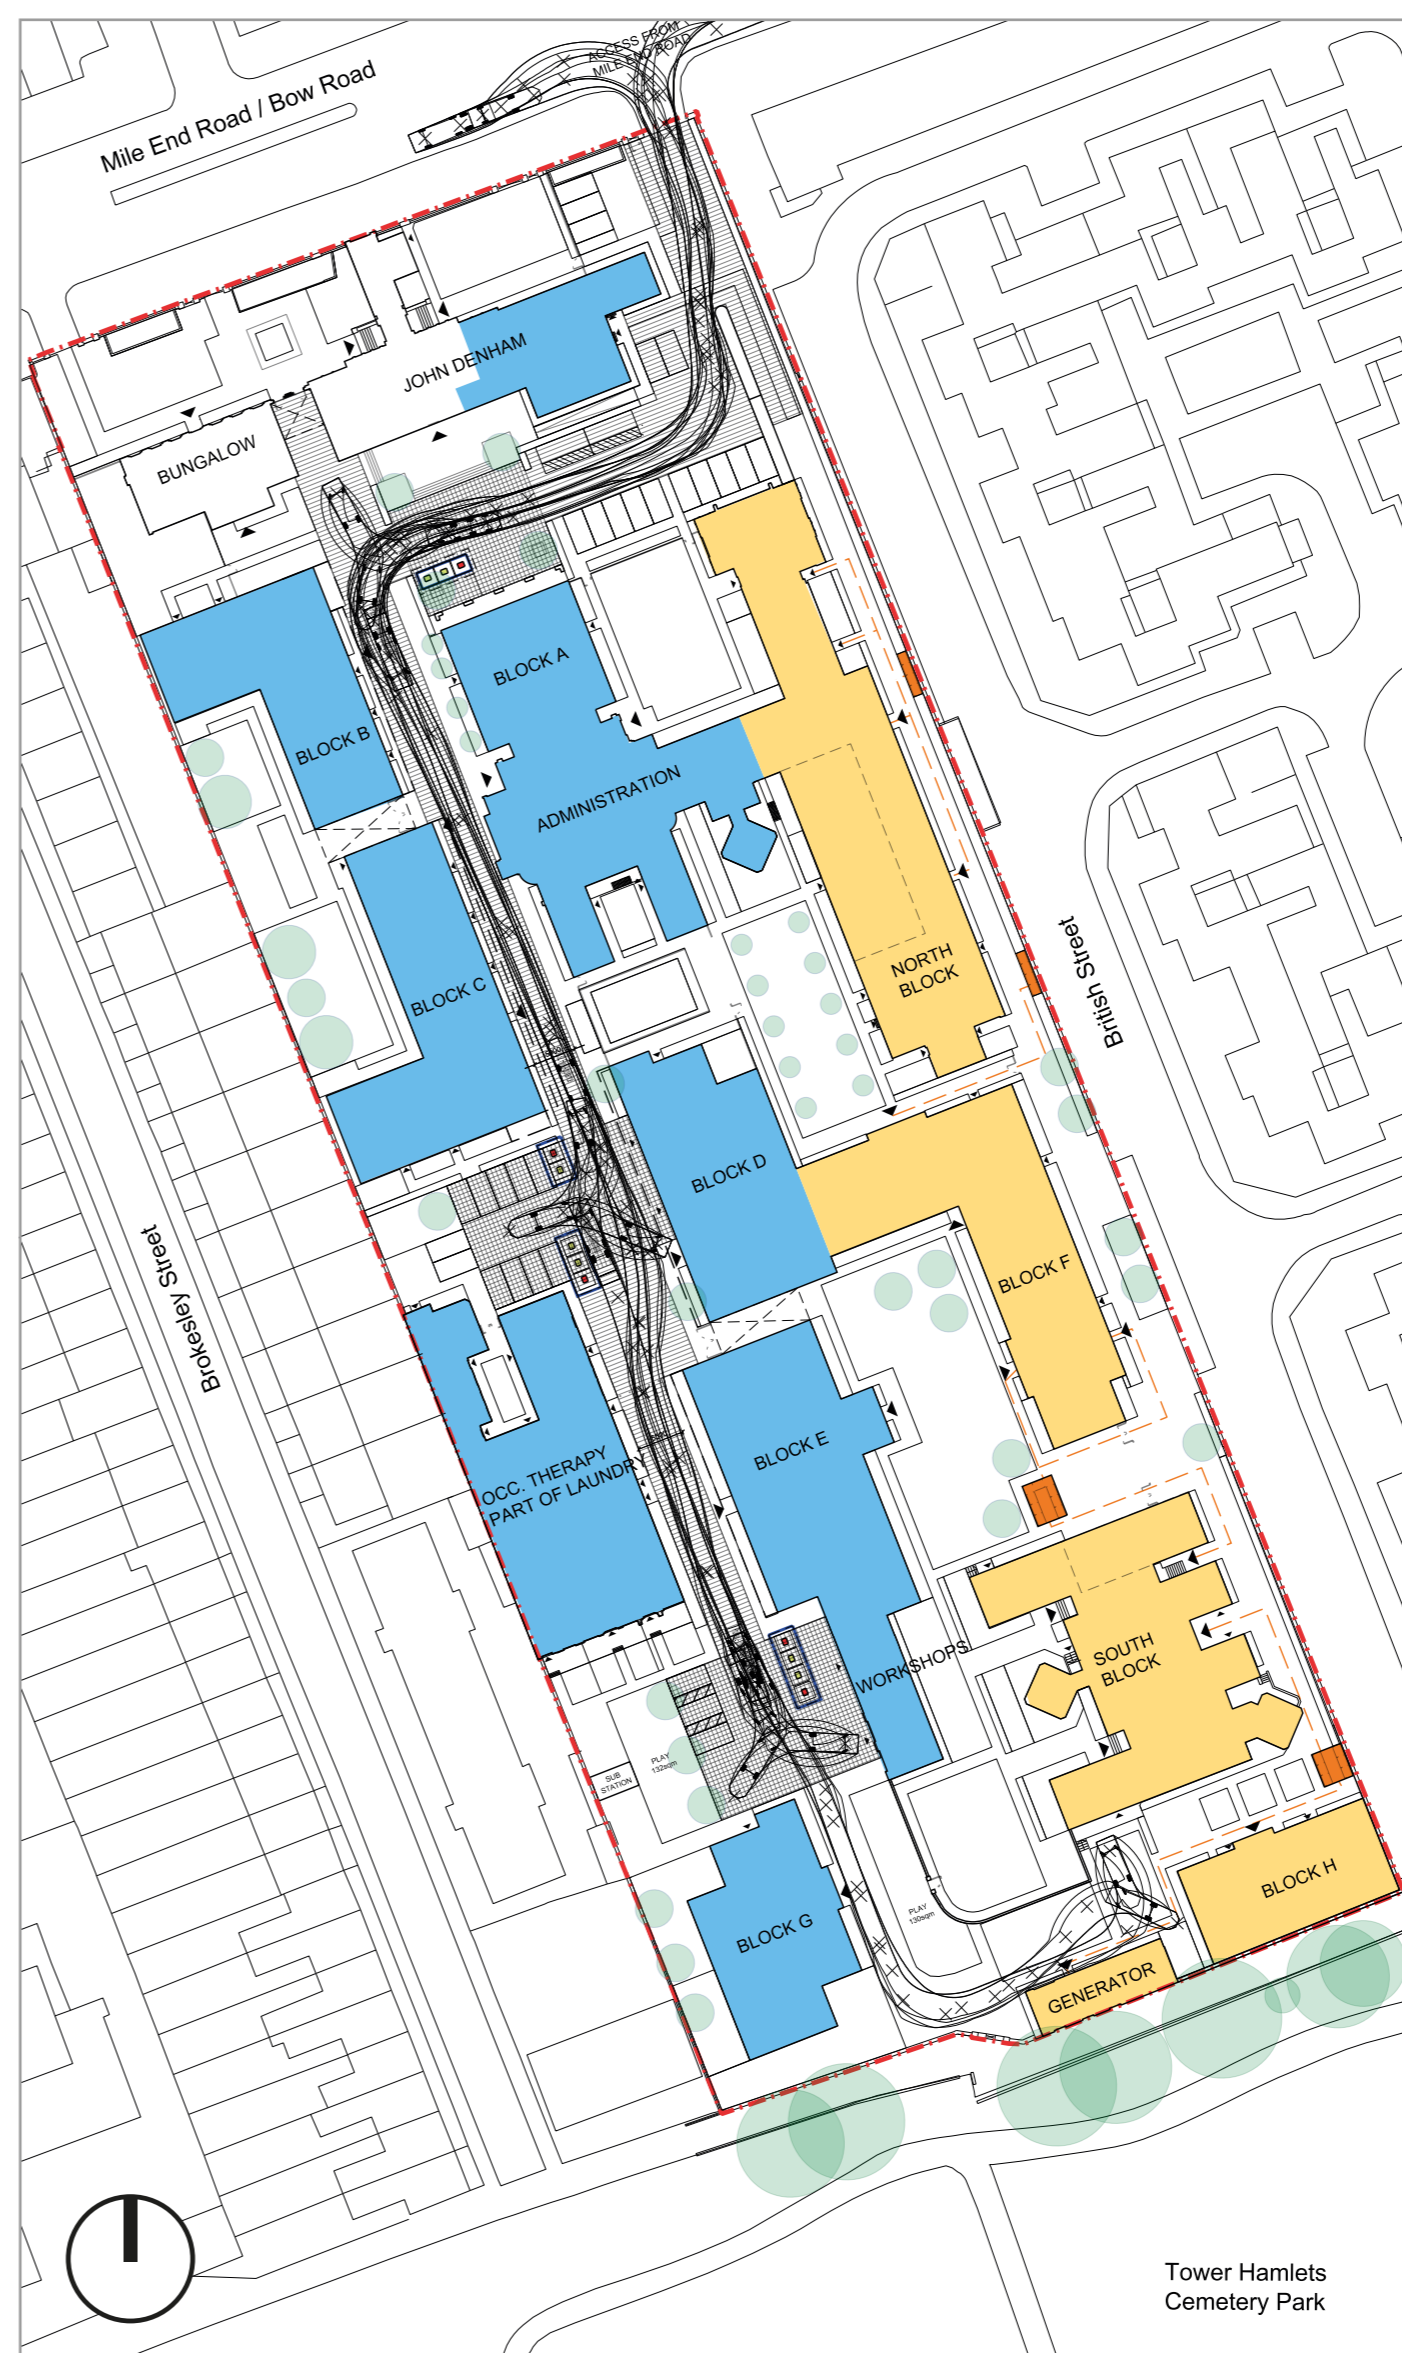 ACCESS FROM
MILE END ROAD
Mile End Road / Bow Road
JOHN DENHAM
BUNGALOW
BLOCK A
BLOCK B
ADMINISTRATION
BLOCK C
NORTH
BLOCK
British Street
BLOCK D
BLOCK F
Brokesley Street
BLOCK E
OCC. THERAPY
PART OF LAUNDRY
WORKSHOPS
SOUTH
BLOCK
PLAY
132sqm
SUB
STATION
BLOCK H
PLAY
130sqm
BLOCK G
GENERATOR
Tower Hamlets
Cemetery Park